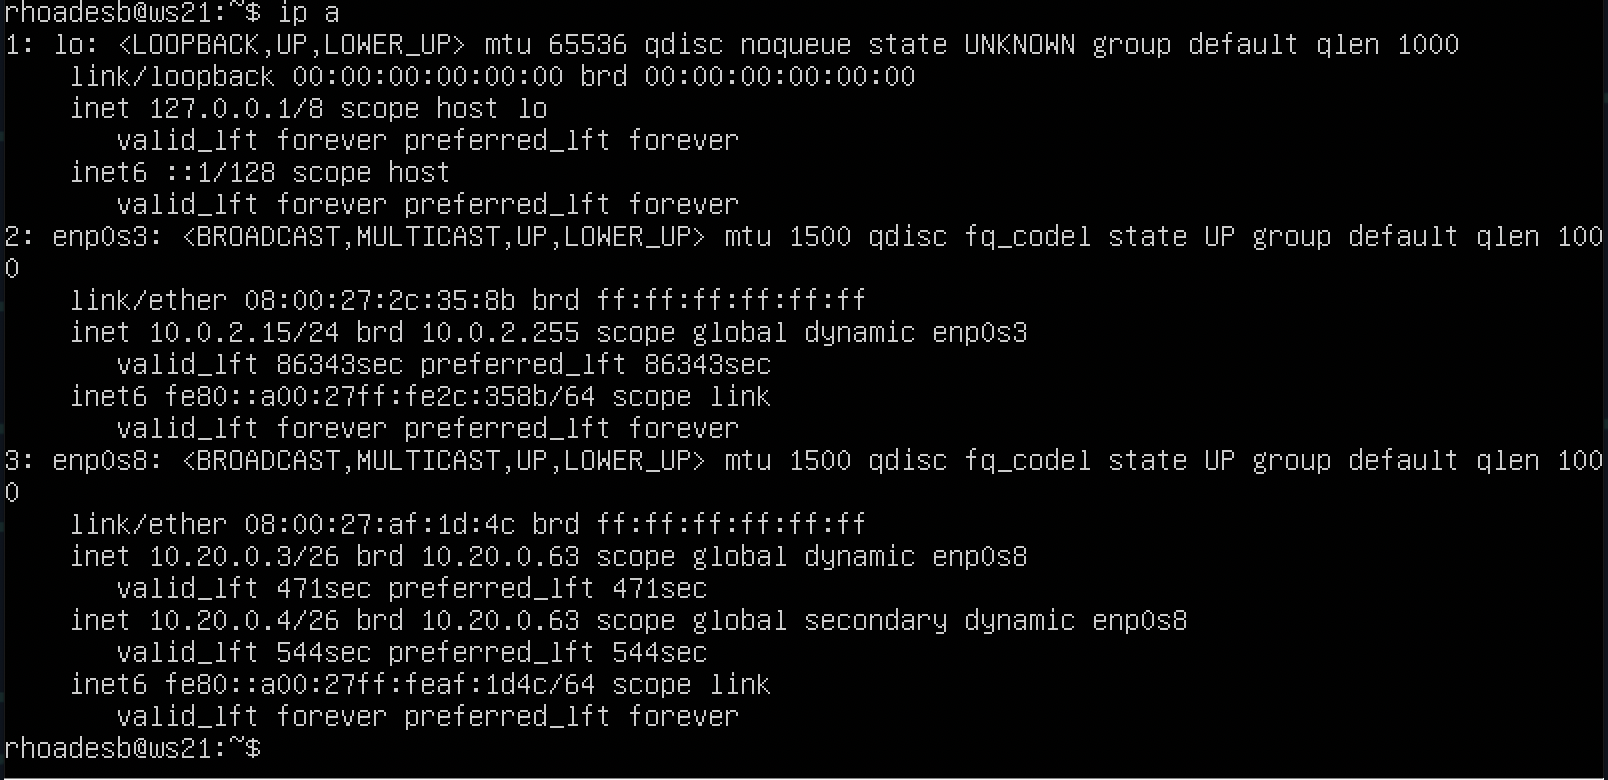 rhoadesb@ws21:~$ ip a
1: lo: <LOOPBACK,UP,LOWER_UP> mtu 65536 qdisc noqueue state UNKNOWN group default qlen 1000
    link/loopback 00:00:00:00:00:00 brd 00:00:00:00:00:00
    inet 127.0.0.1/8 scope host lo
       valid_lft forever preferred_lft forever
    inet6 ::1/128 scope host
       valid_lft forever preferred_lft forever
2: enp0s3: <BROADCAST,MULTICAST,UP,LOWER_UP> mtu 1500 qdisc fq_codel state UP group default qlen 100
0
    link/ether 08:00:27:2c:35:8b brd ff:ff:ff:ff:ff:ff
    inet 10.0.2.15/24 brd 10.0.2.255 scope global dynamic enp0s3
       valid_lft 86343sec preferred_lft 86343sec
    inet6 fe80::a00:27ff:fe2c:358b/64 scope link
       valid_lft forever preferred_lft forever
3: enp0s8: <BROADCAST,MULTICAST,UP,LOWER_UP> mtu 1500 qdisc fq_codel state UP group default qlen 100
0
    link/ether 08:00:27:af:1d:4c brd ff:ff:ff:ff:ff:ff
    inet 10.20.0.3/26 brd 10.20.0.63 scope global dynamic enp0s8
       valid_lft 471sec preferred_lft 471sec
    inet 10.20.0.4/26 brd 10.20.0.63 scope global secondary dynamic enp0s8
       valid_lft 544sec preferred_lft 544sec
    inet6 fe80::a00:27ff:feaf:1d4c/64 scope link
       valid_lft forever preferred_lft forever
rhoadesb@ws21:~$